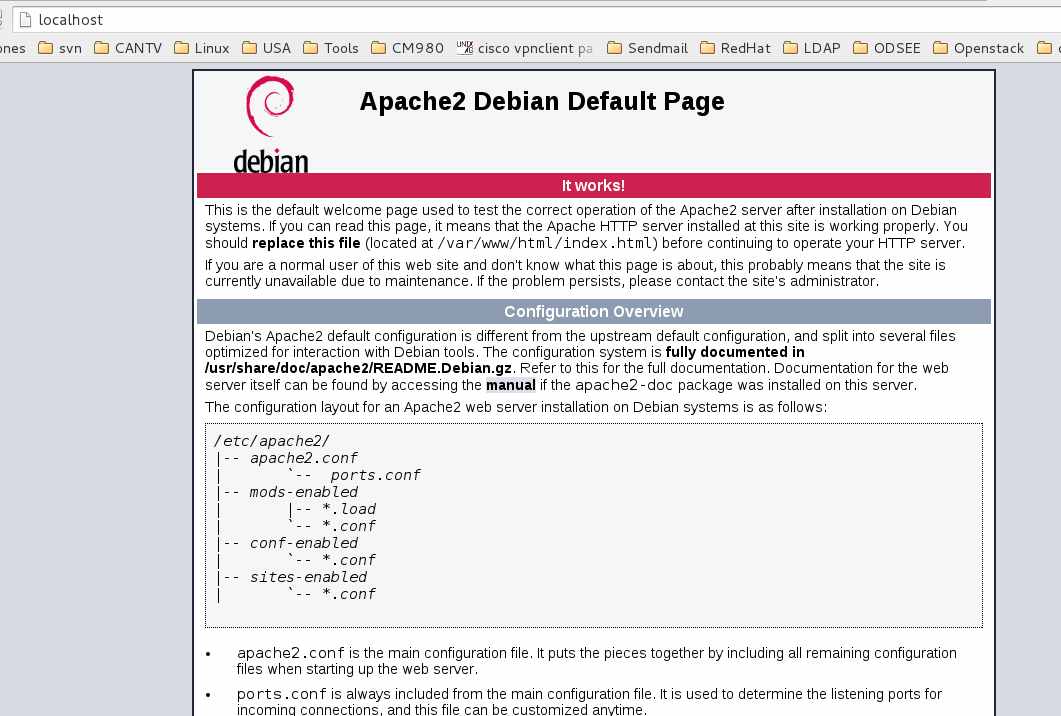 localhost
ones svn CANTV Linux USA Tools CM980 cisco vpnclient pa Sendmail RedHat LDAP ODSEE Openstack
debian
Apache2 Debian Default Page
It works!
This is the default welcome page used to test the correct operation of the Apache2 server after installation on Debian
systems. If you can read this page, it means that the Apache HTTP server installed at this site is working properly. You
should replace this file (located at /var/www/html/index.html) before continuing to operate your HTTP server.
If you are a normal user of this web site and don't know what this page is about, this probably means that the site is
currently unavailable due to maintenance. If the problem persists, please contact the site's administrator.
Configuration Overview
Debian's Apache2 default configuration is different from the upstream default configuration, and split into several files
optimized for interaction with Debian tools. The configuration system is fully documented in
/usr/share/doc/apache2/README.Debian.gz. Refer to this for the full documentation. Documentation for the web
server itself can be found by accessing the manual if the apache2-doc package was installed on this server.
The configuration layout for an Apache2 web server installation on Debian systems is as follows:
/etc/apache2/
|-- apache2.conf
|       `--  ports.conf
|-- mods-enabled
|       |-- *.load
|       `-- *.conf
|-- conf-enabled
|       `-- *.conf
|-- sites-enabled
|       `-- *.conf
• apache2.conf is the main configuration file. It puts the pieces together by including all remaining configuration
files when starting up the web server.
• ports.conf is always included from the main configuration file. It is used to determine the listening ports for
incoming connections, and this file can be customized anytime.